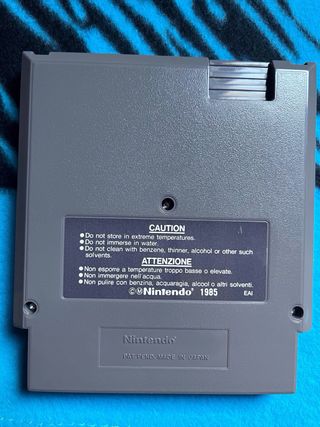 CAUTION
●Do not store in extreme temperatures.
●Do not immerse in water.
●Do not clean with benzene, thinner, alcohol or other such
solvents.
ATTENZIONE
●Non esporre a temperature troppo basse o elevate.
●Non immergere nell'acqua.
●Non pulire con benzina, acquaragia, alcool o altri solventi.
©Ⓜ Nintendo 1985 EAI
Nintendo
PAT. PEND. MADE IN JAPAN